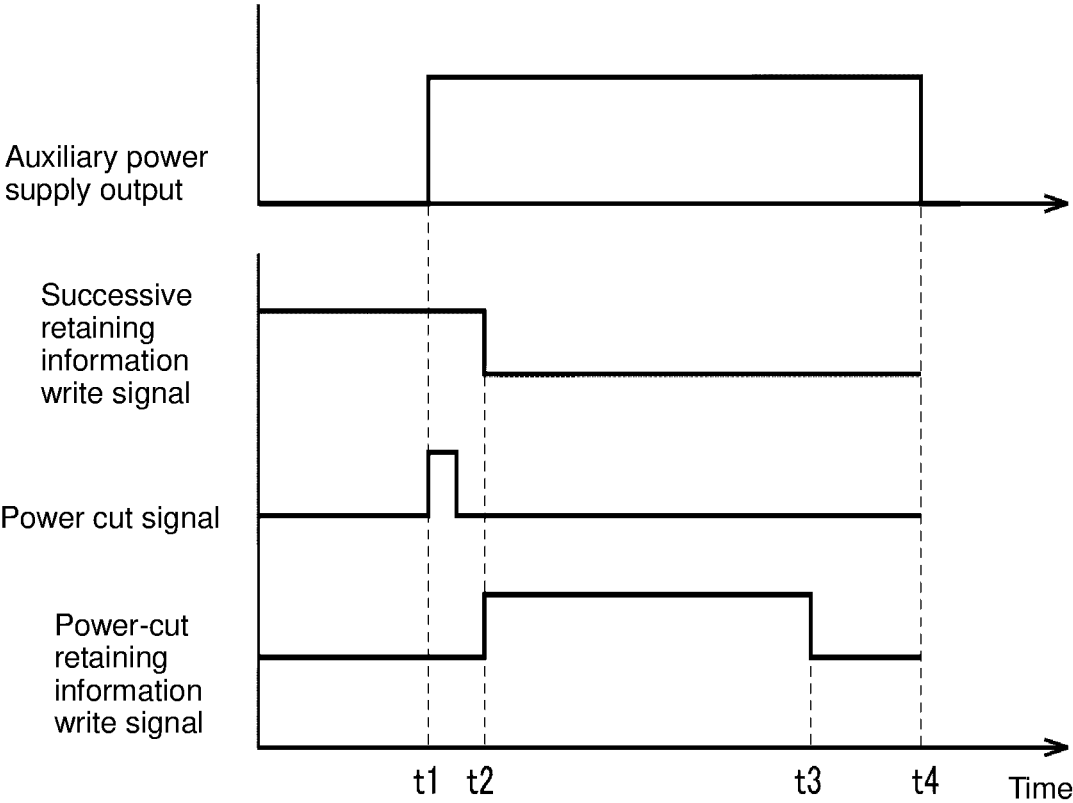 Auxiliary power
supply output
Successive
retaining
information
write signal
Power cut signal
Power-cut
retaining
information
write signal
t1 t2 t3 t4 Time